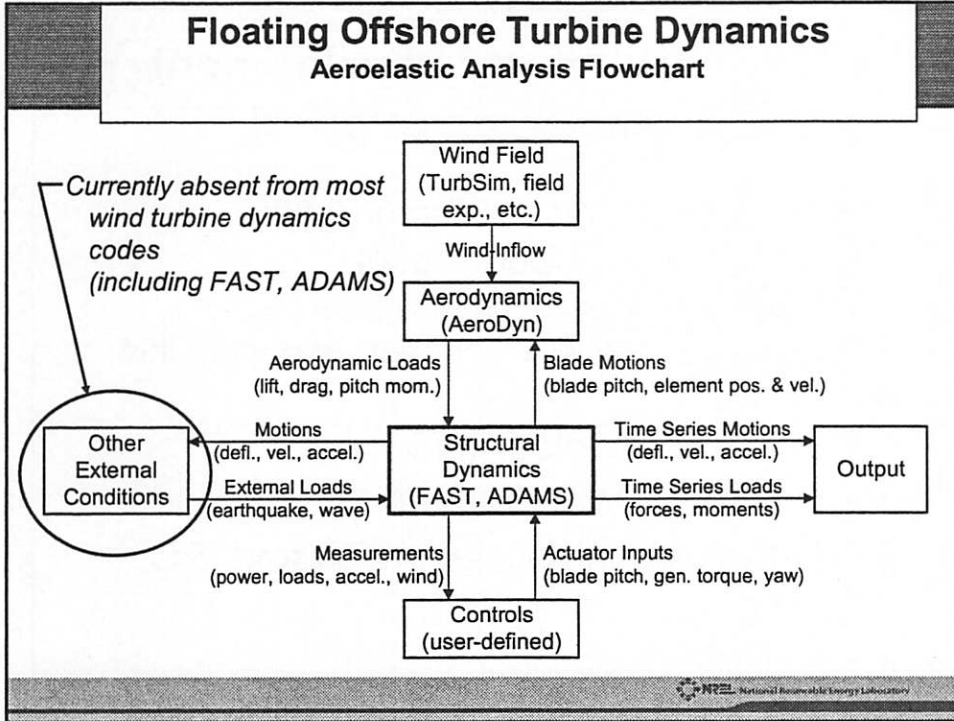 Floating Offshore Turbine Dynamics
Aeroelastic Analysis Flowchart
Currently absent from most
wind turbine dynamics
codes
(including FAST, ADAMS)
Wind Field
(TurbSim, field
exp., etc.)
Wind-Inflow
Aerodynamics
(AeroDyn)
Aerodynamic Loads
(lift, drag, pitch mom.)
Blade Motions
(blade pitch, element pos. & vel.)
Other
External
Conditions
Motions
(defl., vel., accel.)
External Loads
(earthquake, wave)
Structural
Dynamics
(FAST, ADAMS)
Time Series Motions
(defl., vel., accel.)
Time Series Loads
(forces, moments)
Output
Measurements
(power, loads, accel., wind)
Actuator Inputs
(blade pitch, gen. torque, yaw)
Controls
(user-defined)
NREL National Renewable Energy Laboratory